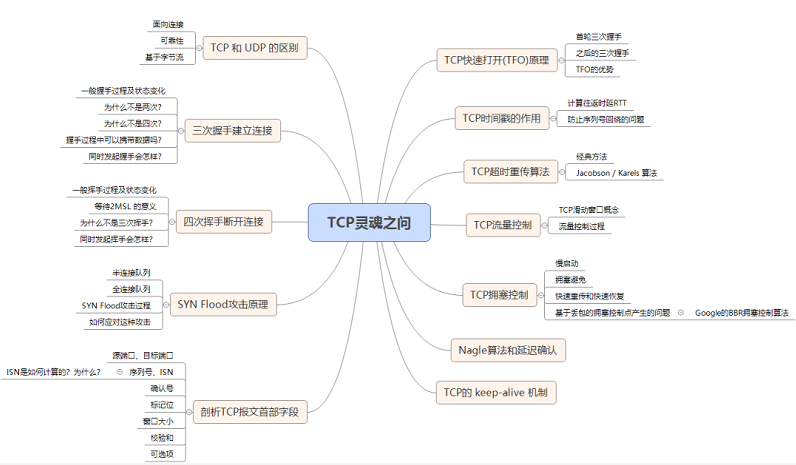 TCP灵魂之问
TCP 和 UDP 的区别
面向连接
可靠性
基于字节流
三次握手建立连接
一般握手过程及状态变化
为什么不是两次?
为什么不是四次?
握手过程中可以携带数据吗?
同时发起握手会怎样?
四次挥手断开连接
一般挥手过程及状态变化
等待2MSL 的意义
为什么不是三次挥手?
同时发起挥手会怎样?
SYN Flood攻击原理
半连接队列
全连接队列
SYN Flood攻击过程
如何应对这种攻击
剖析TCP报文首部字段
源端口、目标端口
序列号、ISN
ISN是如何计算的? 为什么?
确认号
标记位
窗口大小
校验和
可选项
TCP快速打开(TFO)原理
首轮三次握手
之后的三次握手
TFO的优势
TCP时间戳的作用
计算往返时延RTT
防止序列号回绕的问题
TCP超时重传算法
经典方法
Jacobson / Karels 算法
TCP流量控制
TCP滑动窗口概念
流量控制过程
TCP拥塞控制
慢启动
拥塞避免
快速重传和快速恢复
基于丢包的拥塞控制点产生的问题
Google的BBR拥塞控制算法
Nagle算法和延迟确认
TCP的 keep-alive 机制